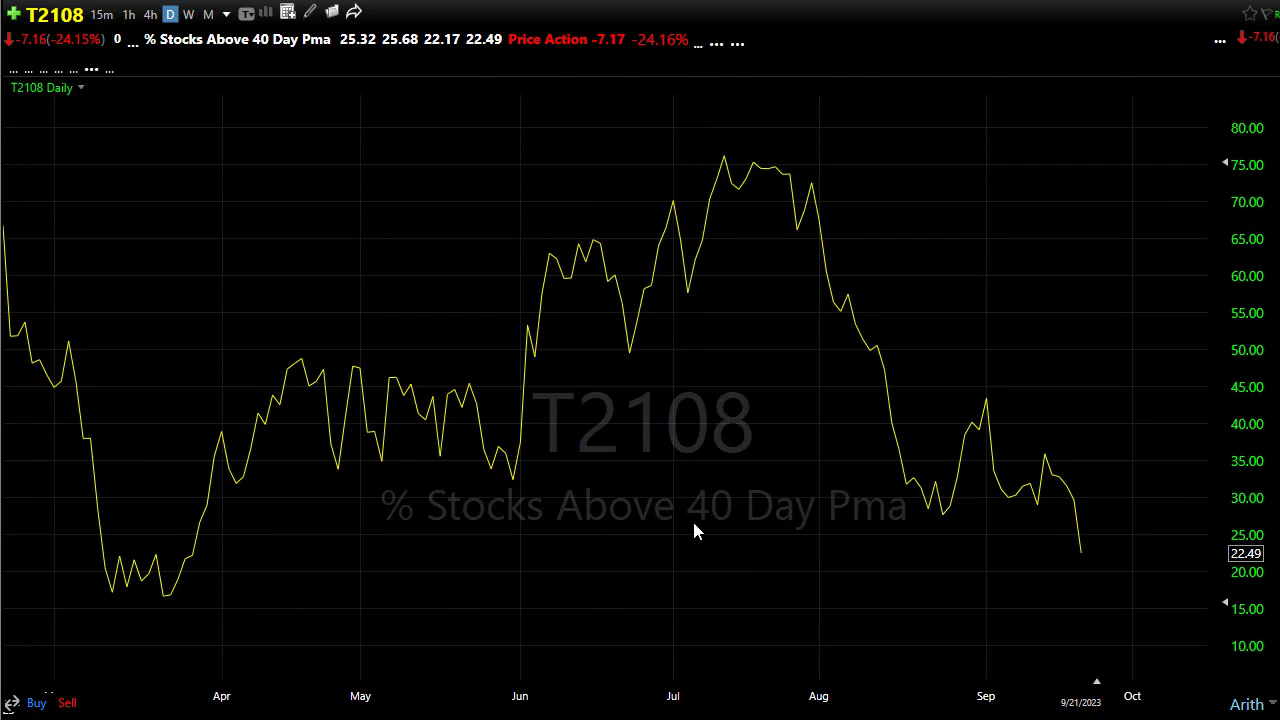 T2108 15m 1h 4h D W M
-7.16(-24.15%) 0 ... % Stocks Above 40 Day Pma 25.32 25.68 22.17 22.49 Price Action -7.17 -24.16% ... ... ... ... -7.16(
... ... ... ... ... ... ...
T2108 Daily
80.00
75.00
70.00
65.00
60.00
55.00
50.00
45.00
40.00
35.00
30.00
25.00
22.49
20.00
15.00
10.00
T2108
% Stocks Above 40 Day Pma
Apr May Jun Jul Aug Sep Oct
9/21/2023
Buy Sell
Arith